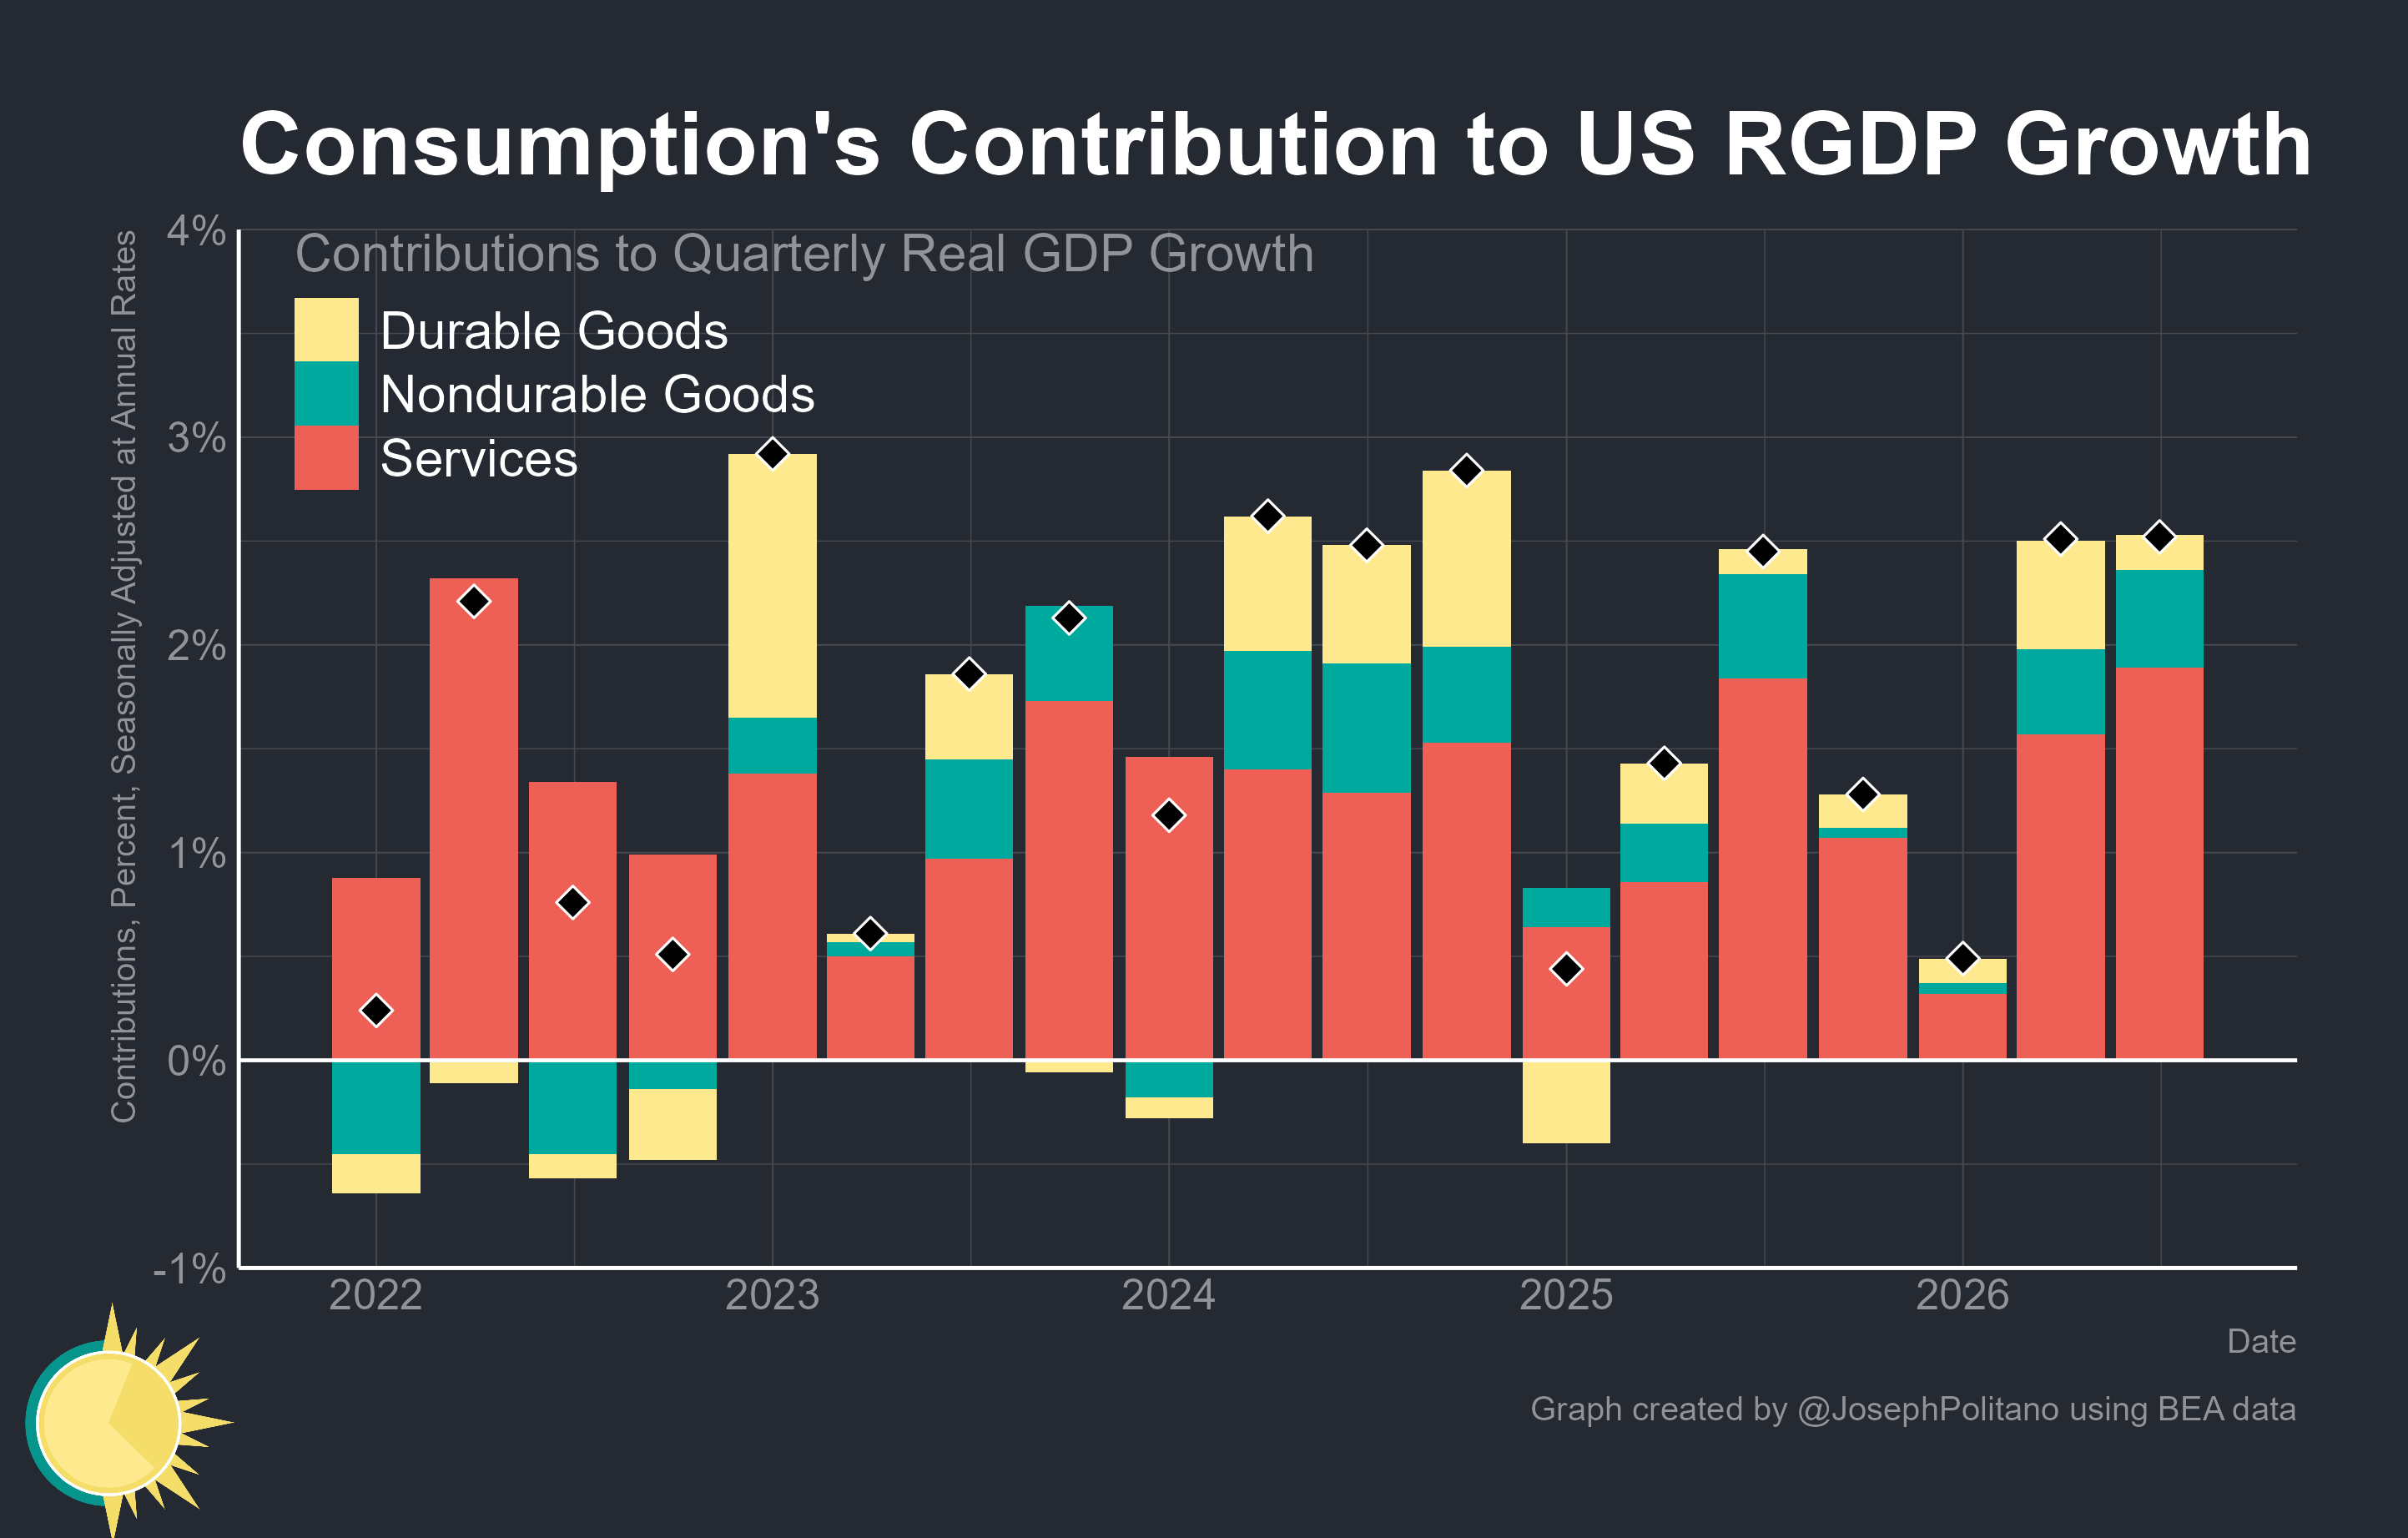 Consumption's Contribution to US RGDP Growth
Contributions to Quarterly Real GDP Growth
Durable Goods
Nondurable Goods
Services
Contributions, Percent, Seasonally Adjusted at Annual Rates
4%
3%
2%
1%
0%
-1%
2022
2023
2024
2025
2026
Date
Graph created by @JosephPolitano using BEA data